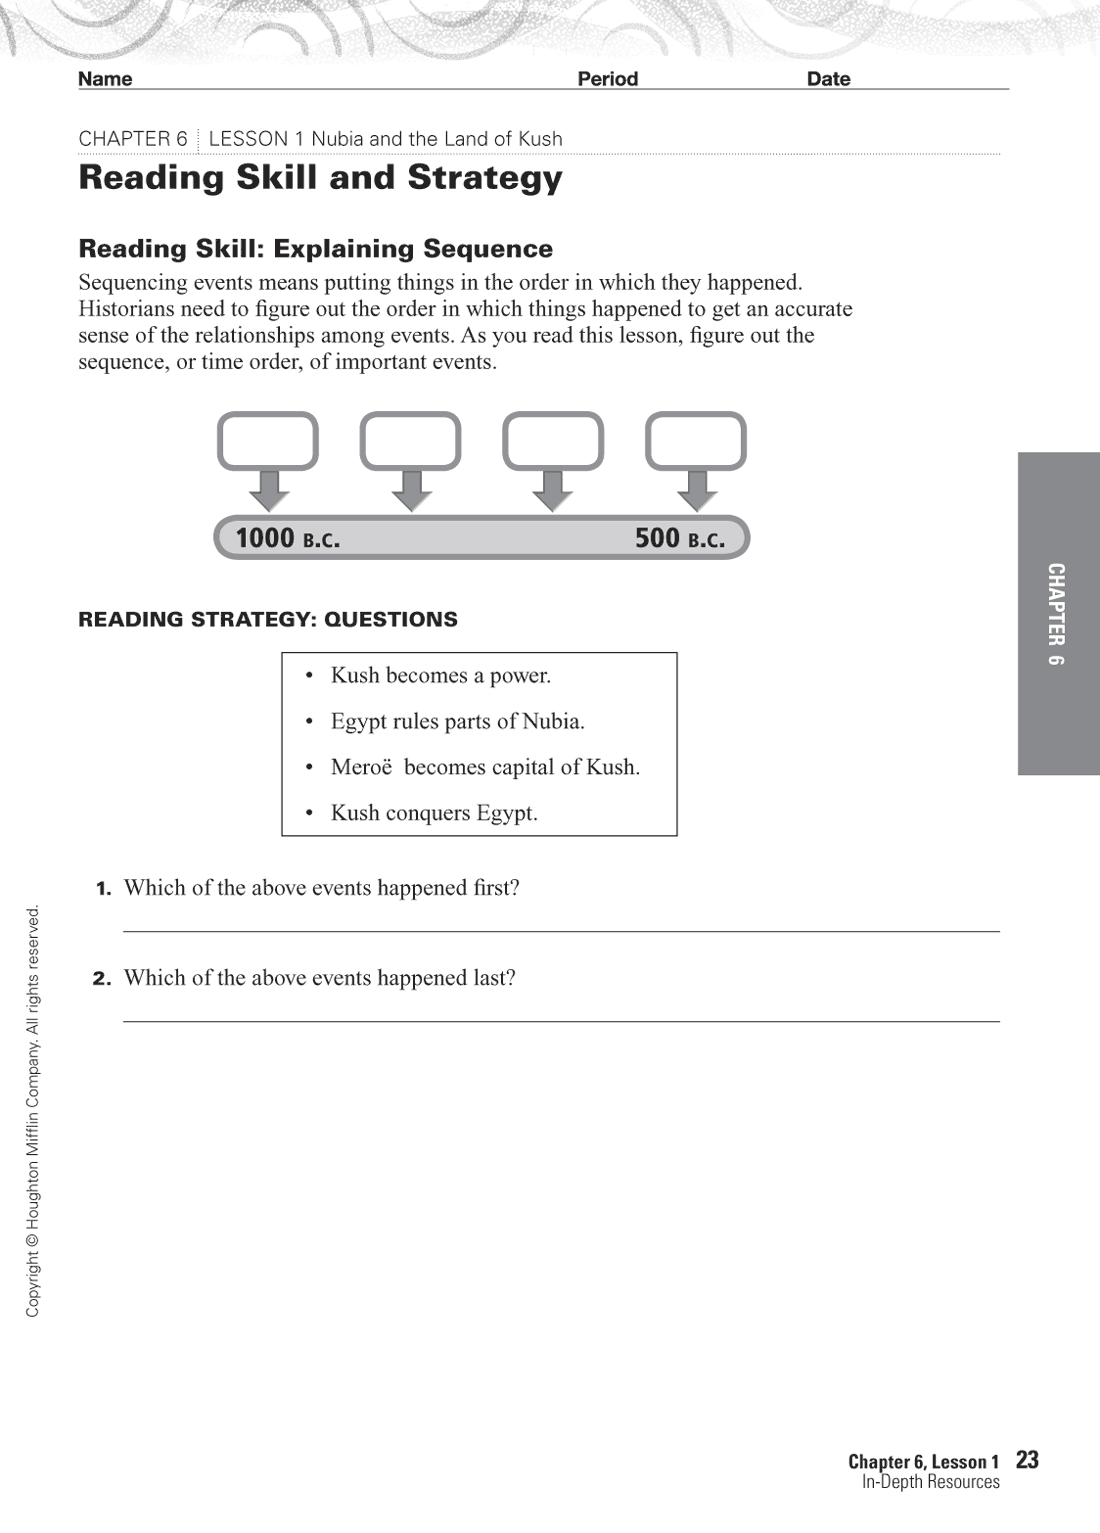 Name Period Date
CHAPTER 6 LESSON 1 Nubia and the Land of Kush
Reading Skill and Strategy
Reading Skill: Explaining Sequence
Sequencing events means putting things in the order in which they happened.
Historians need to figure out the order in which things happened to get an accurate
sense of the relationships among events. As you read this lesson, figure out the
sequence, or time order, of important events.
1000 B.C. 500 B.C.
READING STRATEGY: QUESTIONS
• Kush becomes a power.
• Egypt rules parts of Nubia.
• Meroë becomes capital of Kush.
• Kush conquers Egypt.
1. Which of the above events happened first?
2. Which of the above events happened last?
CHAPTER 6
Copyright © Houghton Mifflin Company. All rights reserved.
Chapter 6, Lesson 1 23
In-Depth Resources